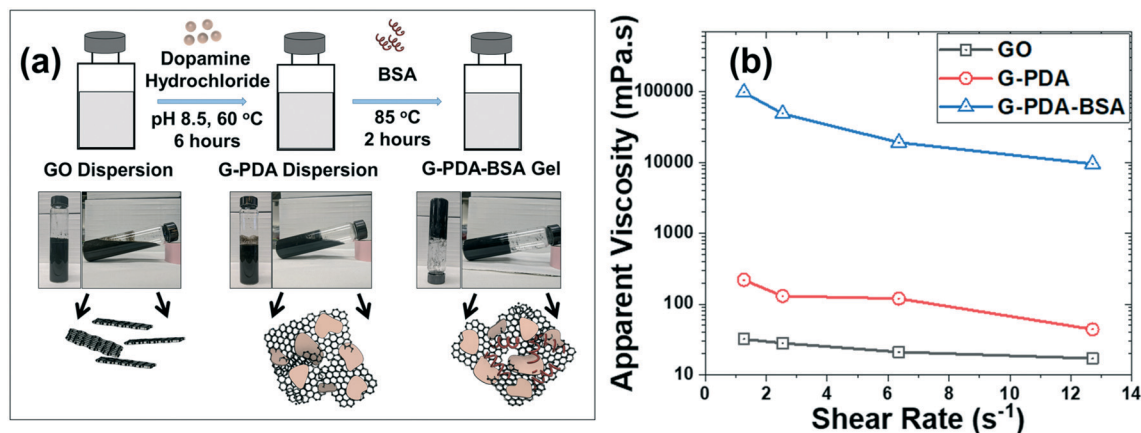 (a)
Dopamine
Hydrochloride
pH 8.5, 60 °C
6 hours
BSA
85 °C
2 hours
GO Dispersion
G-PDA Dispersion
G-PDA-BSA Gel
(b)
GO
G-PDA
G-PDA-BSA
Apparent Viscosity (mPa.s)
100000
10000
1000
100
10
0 2 4 6 8 10 12 14
Shear Rate (s⁻¹)